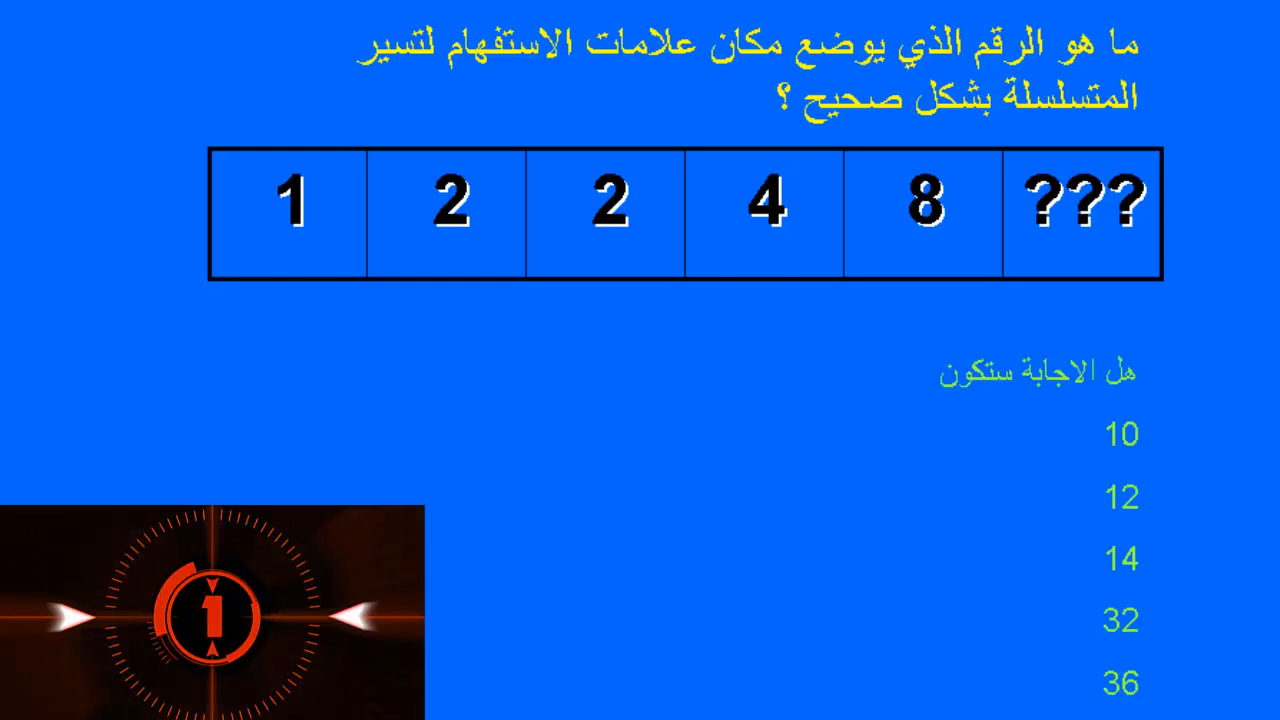 ما هو الرقم الذي يوضع مكان علامات الاستفهام لتسير
المتسلسلة بشكل صحيح ؟
1 2 2 4 8 ???
هل الاجابة ستكون
10
12
14
32
36
1